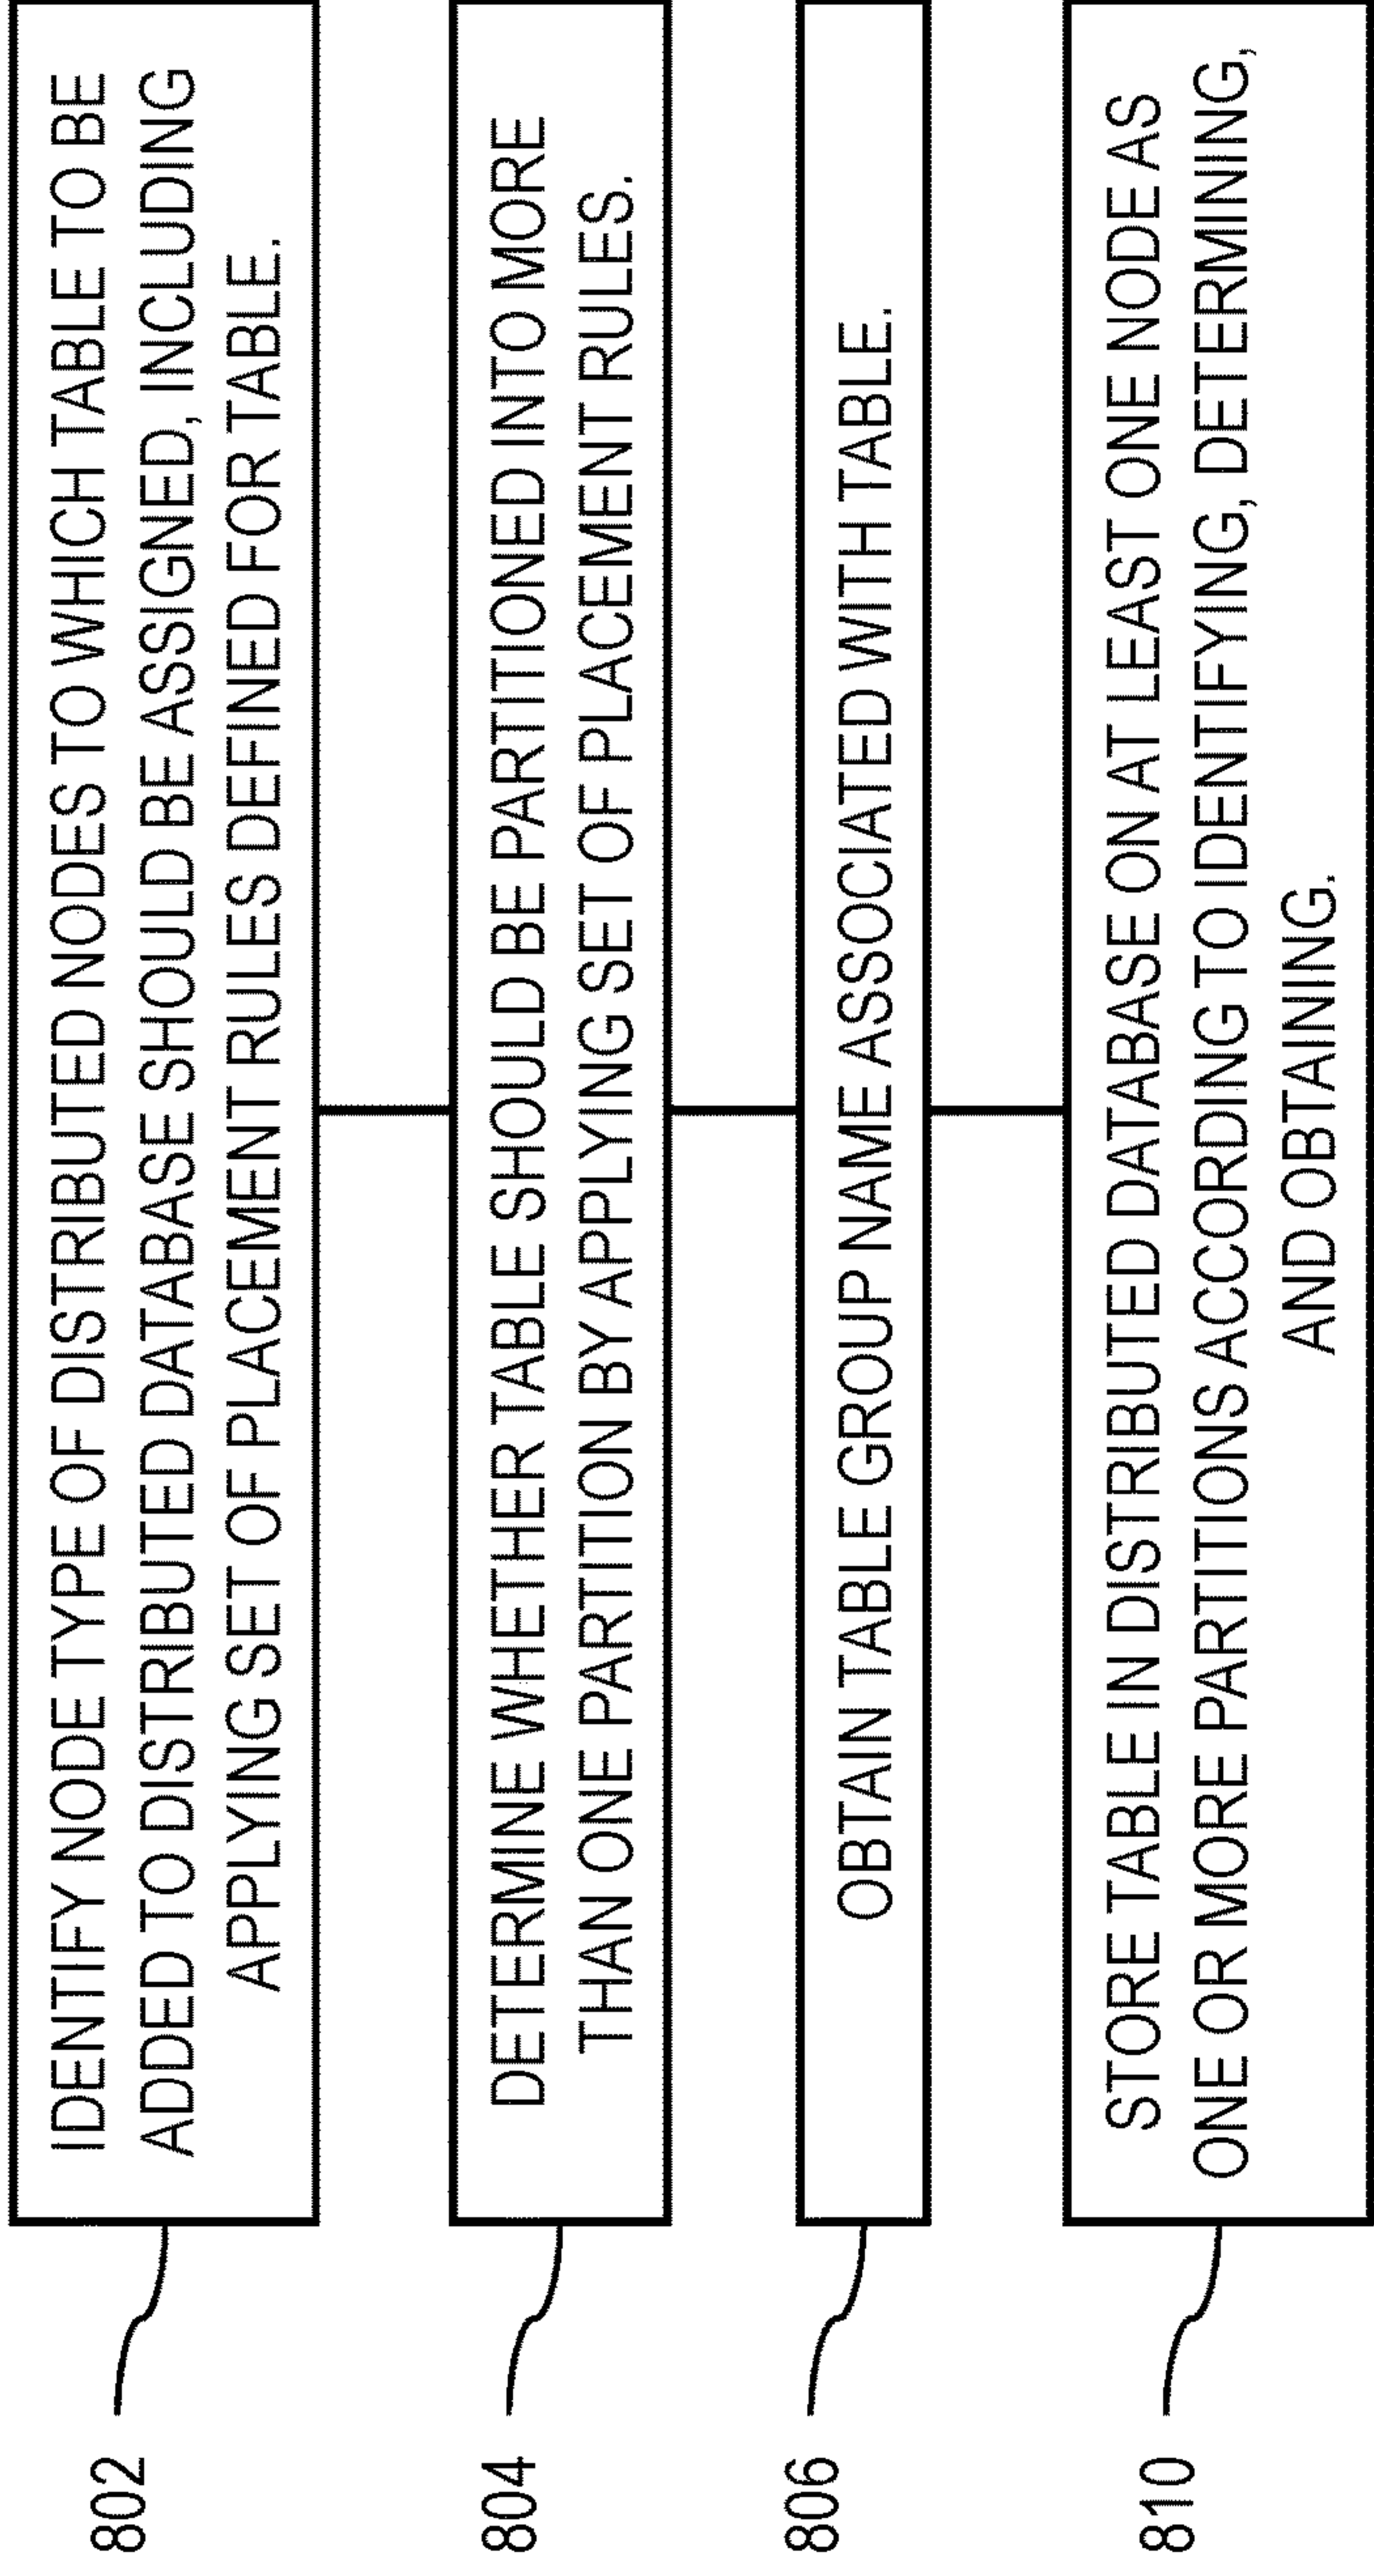 802
IDENTIFY NODE TYPE OF DISTRIBUTED NODES TO WHICH TABLE TO BE
ADDED TO DISTRIBUTED DATABASE SHOULD BE ASSIGNED, INCLUDING
APPLYING SET OF PLACEMENT RULES DEFINED FOR TABLE.
804
DETERMINE WHETHER TABLE SHOULD BE PARTITIONED INTO MORE
THAN ONE PARTITION BY APPLYING SET OF PLACEMENT RULES.
806
OBTAIN TABLE GROUP NAME ASSOCIATED WITH TABLE.
810
STORE TABLE IN DISTRIBUTED DATABASE ON AT LEAST ONE NODE AS
ONE OR MORE PARTITIONS ACCORDING TO IDENTIFYING, DETERMINING,
AND OBTAINING.